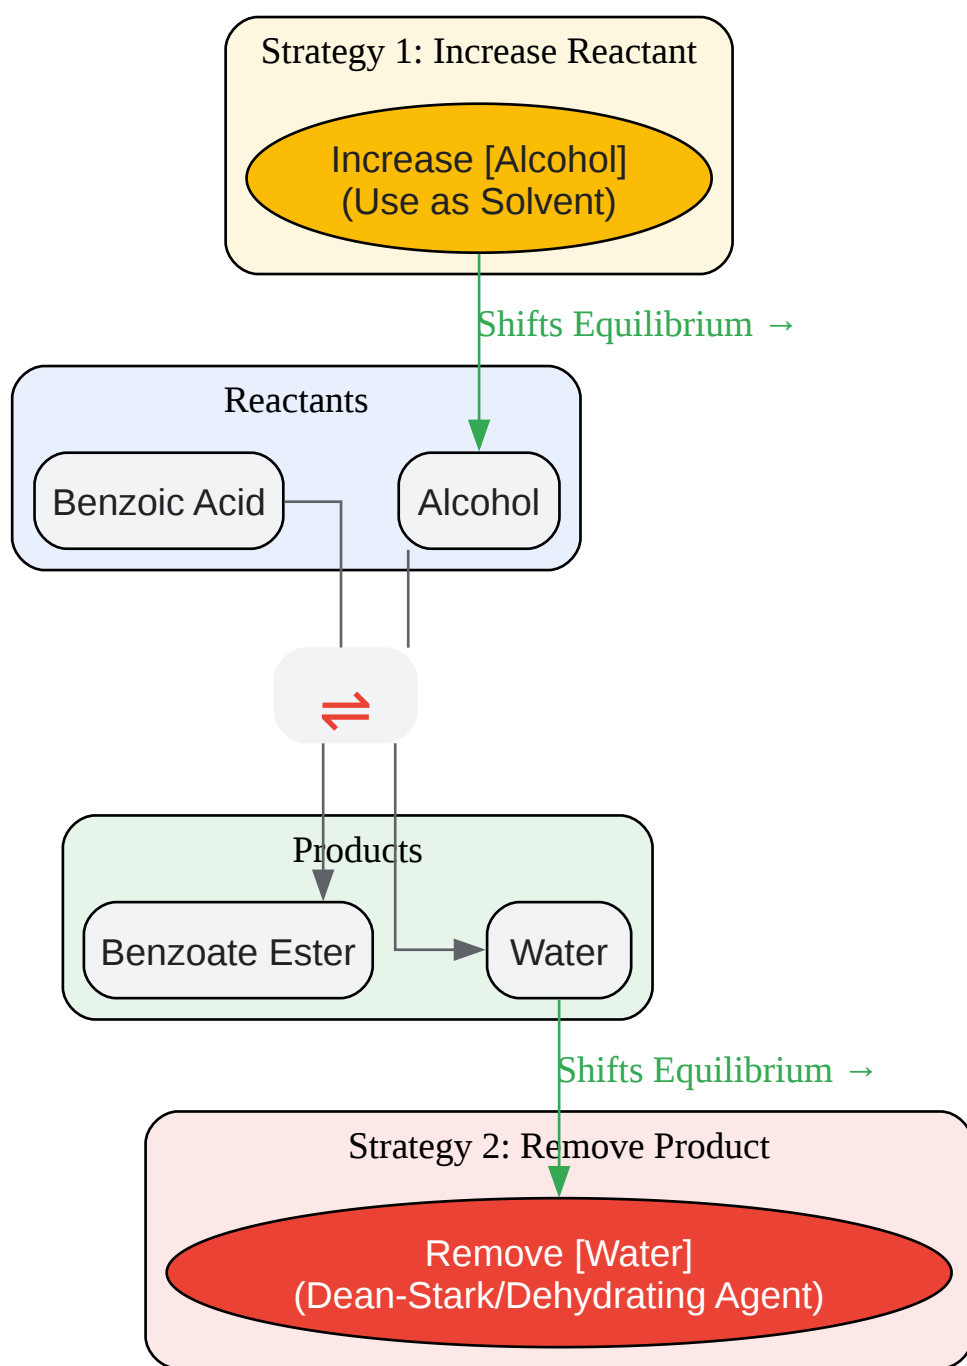 Strategy 1: Increase Reactant
Increase [Alcohol]
(Use as Solvent)
Shifts Equilibrium →
Reactants
Benzoic Acid
Alcohol
⇌
Products
Benzoate Ester
Water
Shifts Equilibrium →
Strategy 2: Remove Product
Remove [Water]
(Dean-Stark/Dehydrating Agent)